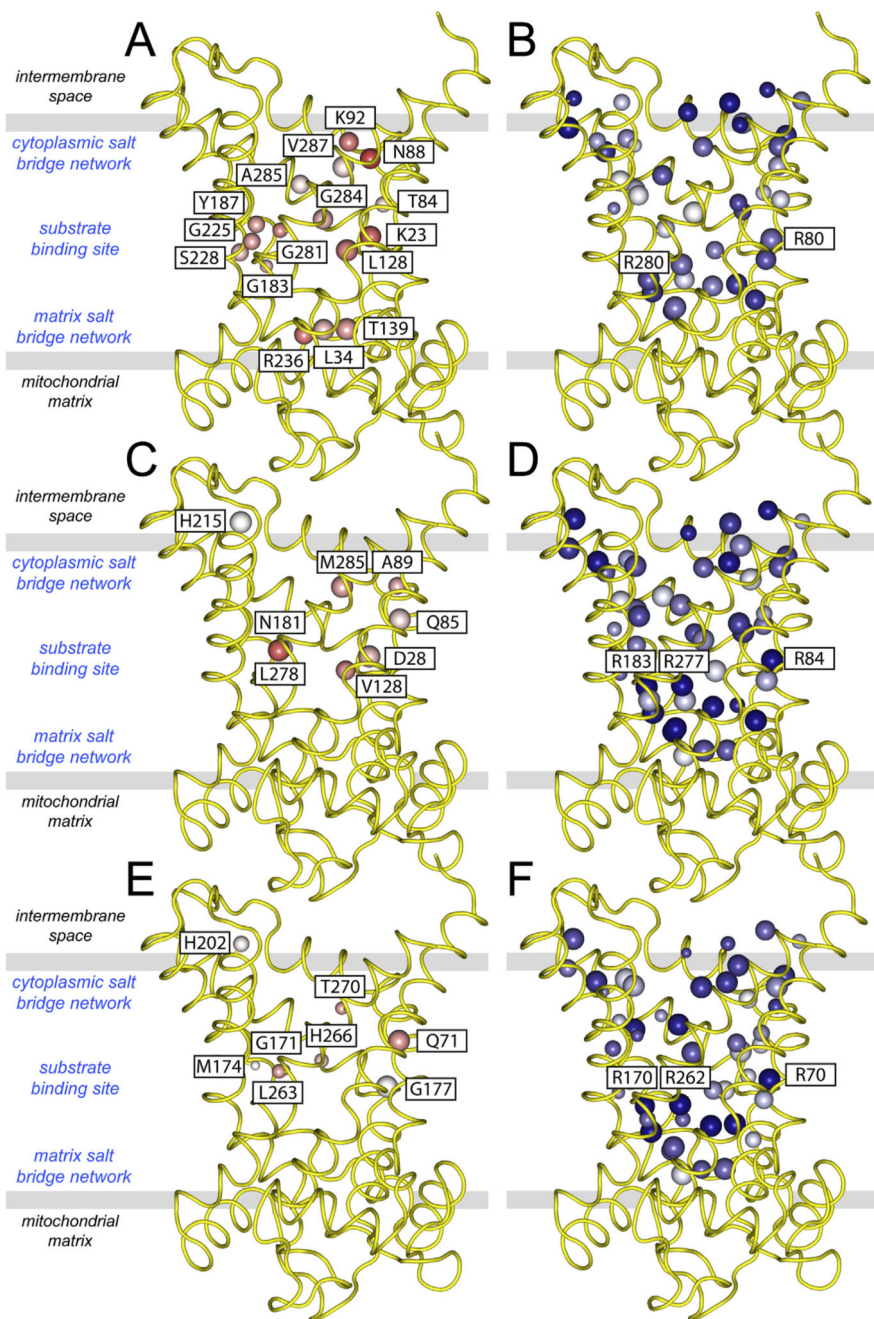 A
B
intermembrane
space
K92
cytoplasmic salt
bridge network
V287
N88
A285
G284
T84
Y187
substrate
binding site
G225
K23
S228
G281
L128
R80
R280
G183
matrix salt
bridge network
T139
R236
L34
mitochondrial
matrix
C
D
intermembrane
space
H215
cytoplasmic salt
bridge network
M285
A89
N181
Q85
substrate
binding site
L278
D28
R183
R277
R84
V128
matrix salt
bridge network
mitochondrial
matrix
E
F
intermembrane
space
H202
cytoplasmic salt
bridge network
T270
G171
H266
Q71
substrate
binding site
M174
L263
G177
R170
R262
R70
matrix salt
bridge network
mitochondrial
matrix